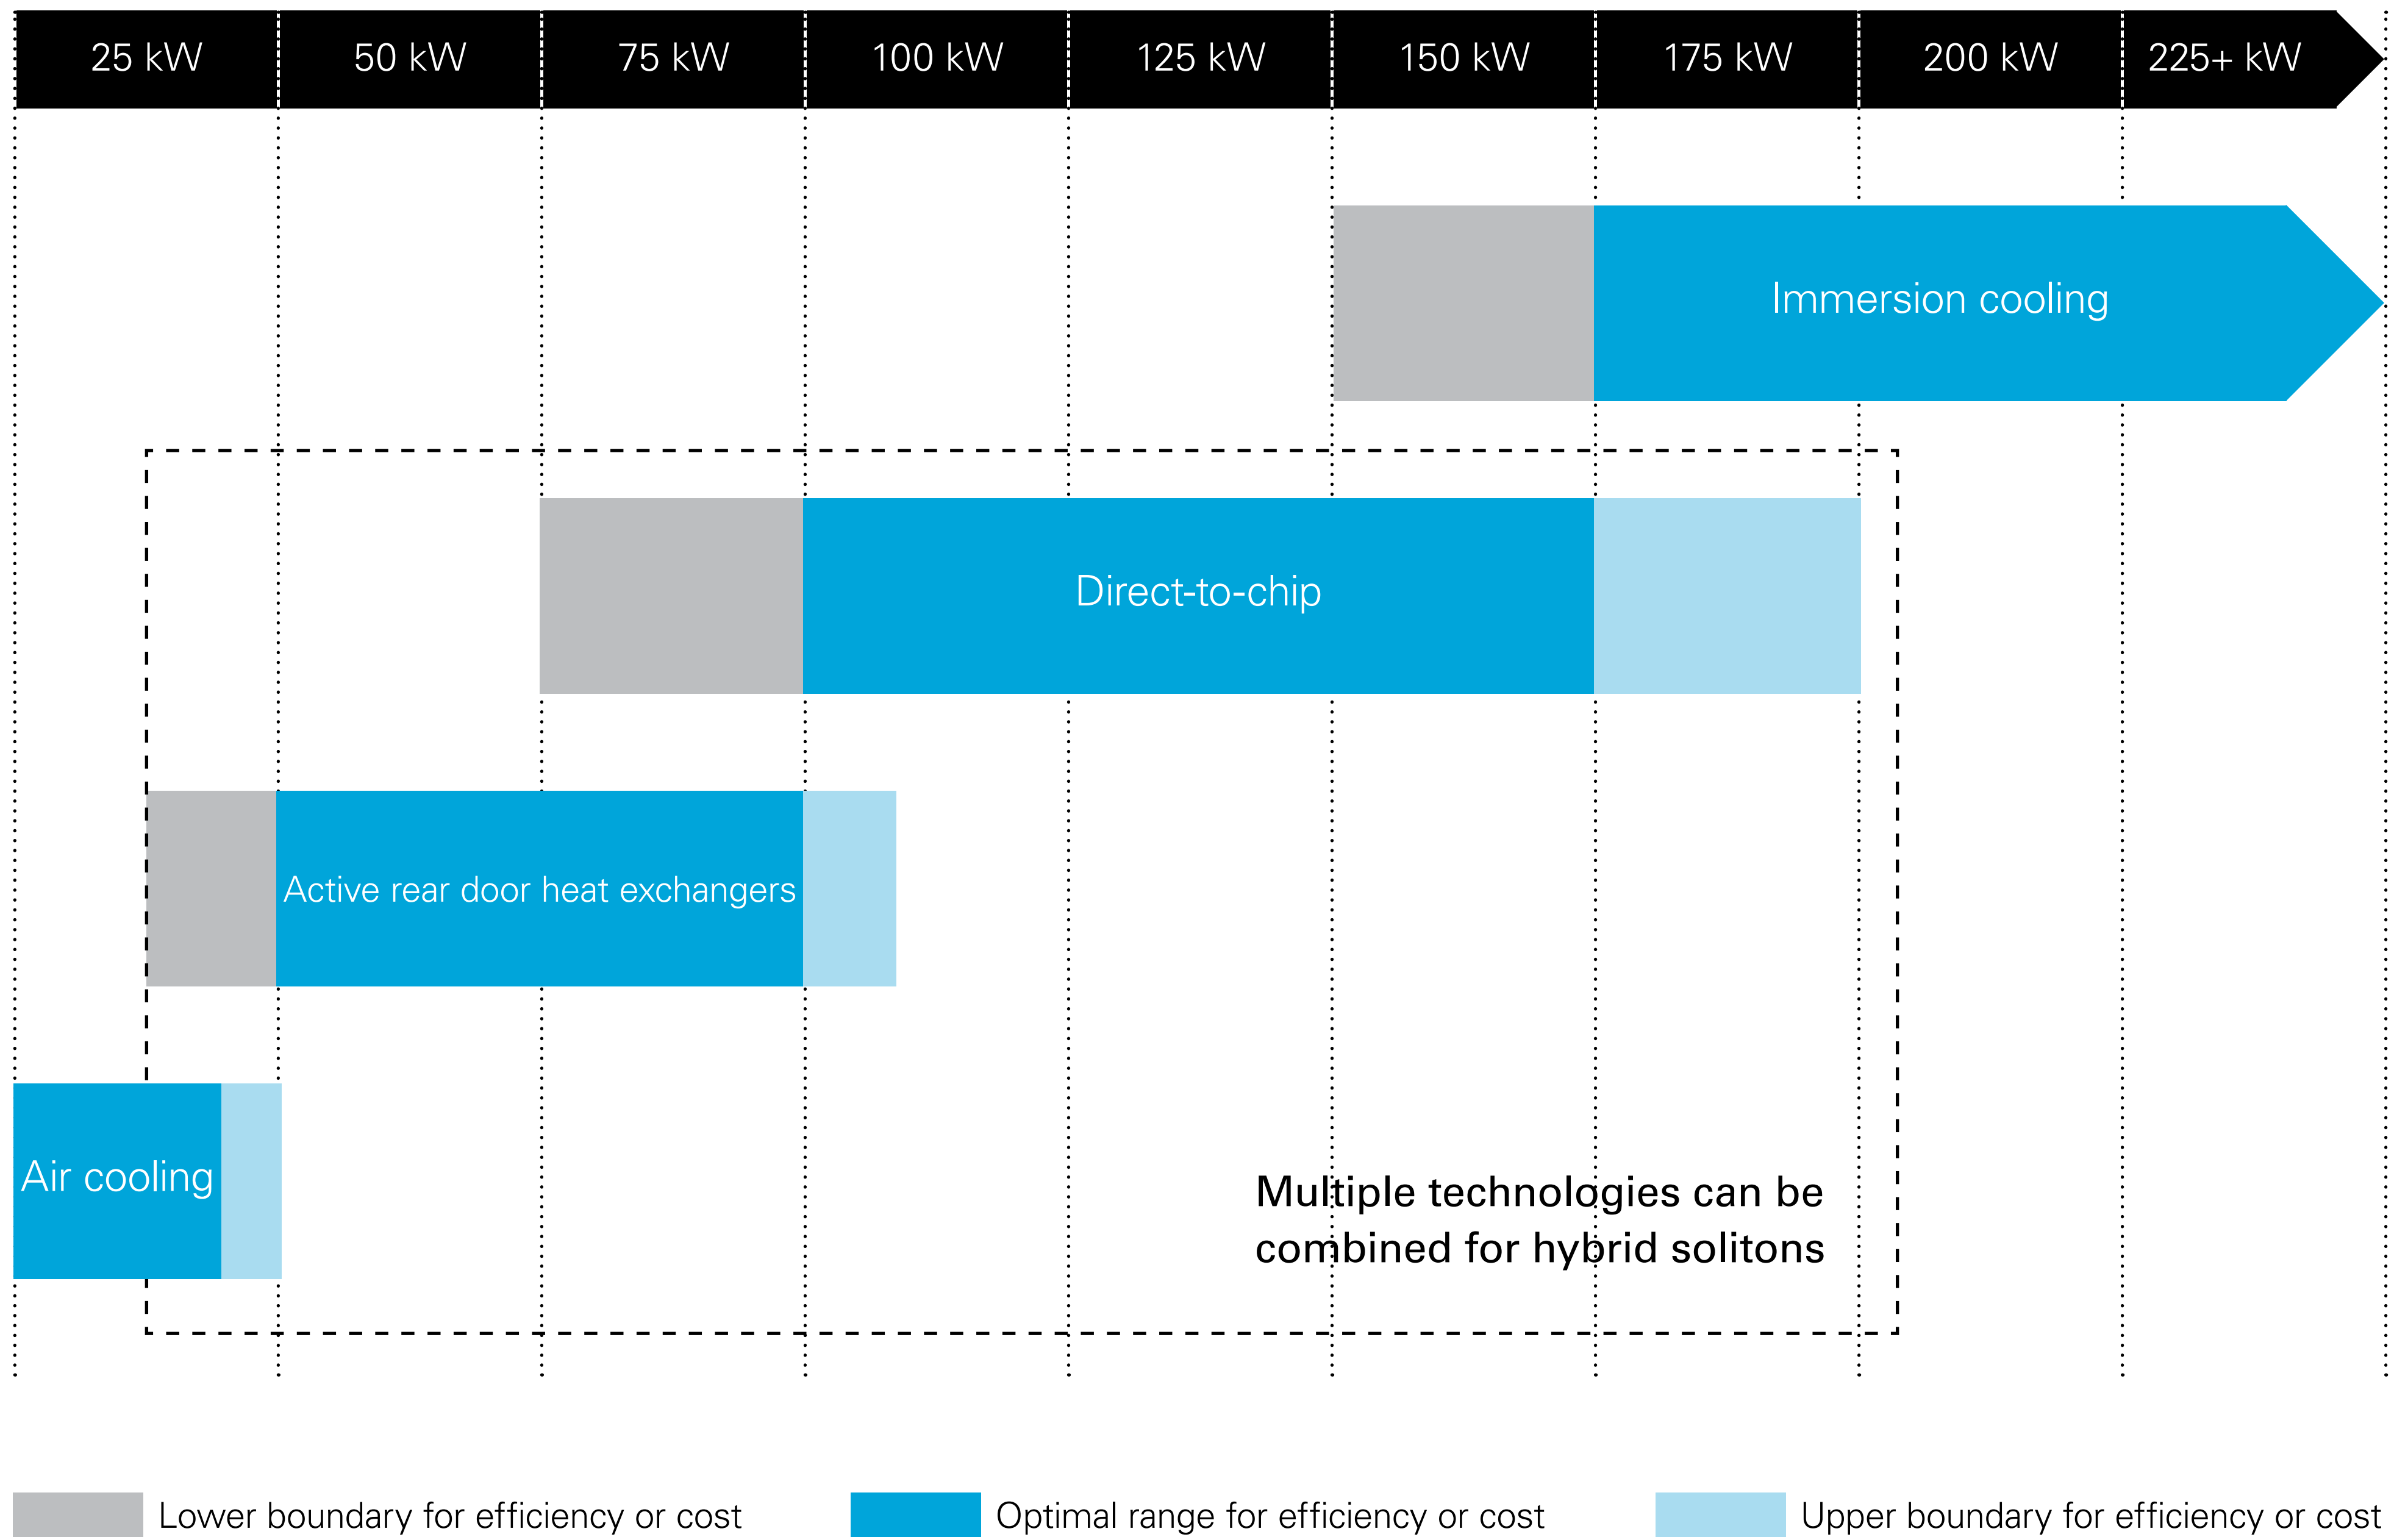 25 kW
50 kW
75 kW
100 kW
125 kW
150 kW
175 kW
200 kW
225+ kW
Immersion cooling
Direct-to-chip
Active rear door heat exchangers
Air cooling
Multiple technologies can be
combined for hybrid solitons
Lower boundary for efficiency or cost
Optimal range for efficiency or cost
Upper boundary for efficiency or cost